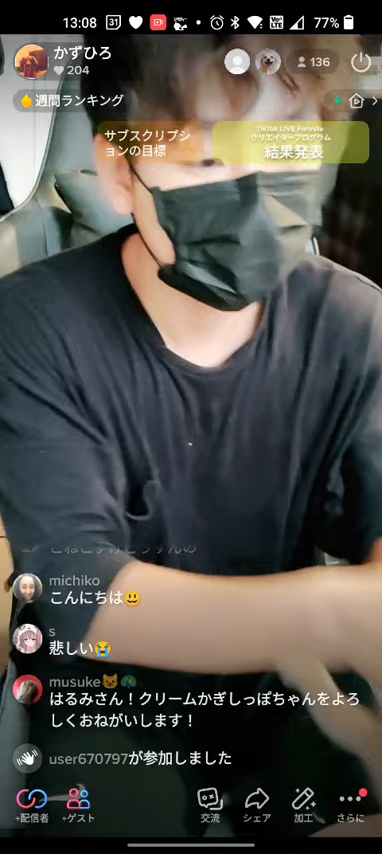 13:08
31
77%
かずひろ
204
136
週間ランキング
サブスクリプシ
ョンの目標
TikTok LIVE Fortnite
クリエイタープログラム
結果発表
michiko
こんにちは😃
s
悲しい😭
musuke😺🦚
はるみさん！クリームかぎしっぽちゃんをよろ
しくおねがいします！
user670797が参加しました
+配信者
+ゲスト
交流
シェア
加工
さらに